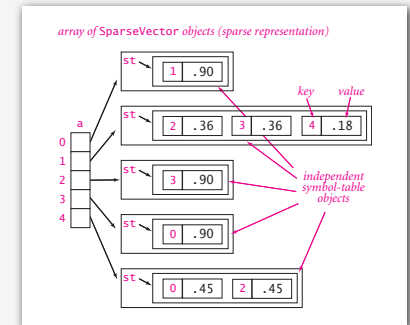 array of SparseVector objects (sparse representation)
st
1 .90
key value
a
st
0
2 .36 3 .36 4 .18
1
2
3
4
st
3 .90
independent
symbol-table
objects
st
0 .90
st
0 .45 2 .45